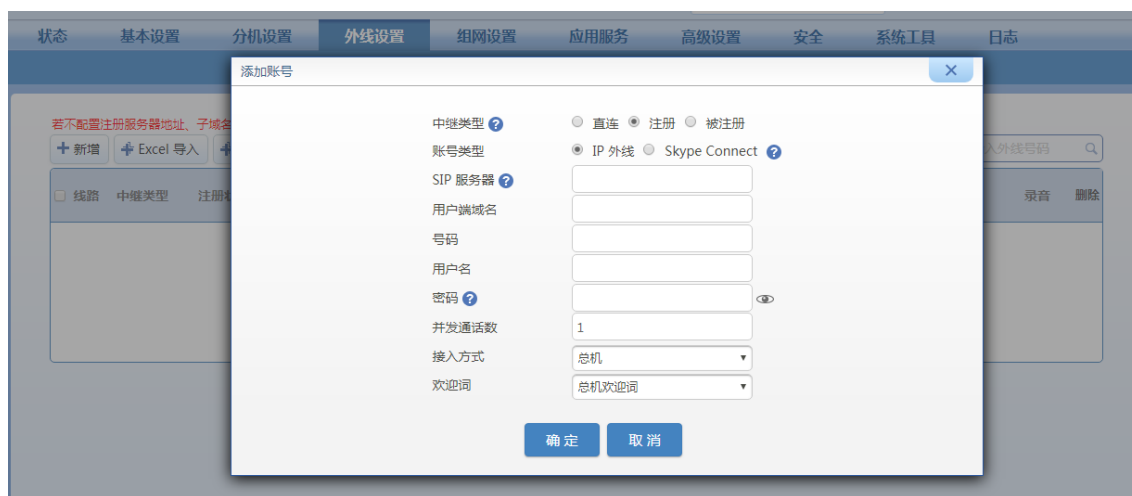 状态 基本设置 分机设置 外线设置 组网设置 应用服务 高级设置 安全 系统工具 日志
添加账号
若不配置注册服务器地址、子域名
新增 Excel 导入
入外线号码
线路 中继类型 注册
录音 删除
中继类型 直连 注册 被注册
账号类型 IP 外线 Skype Connect
SIP 服务器
用户端域名
号码
用户名
密码
并发通话数 1
接入方式 总机
欢迎词 总机欢迎词
确定 取消